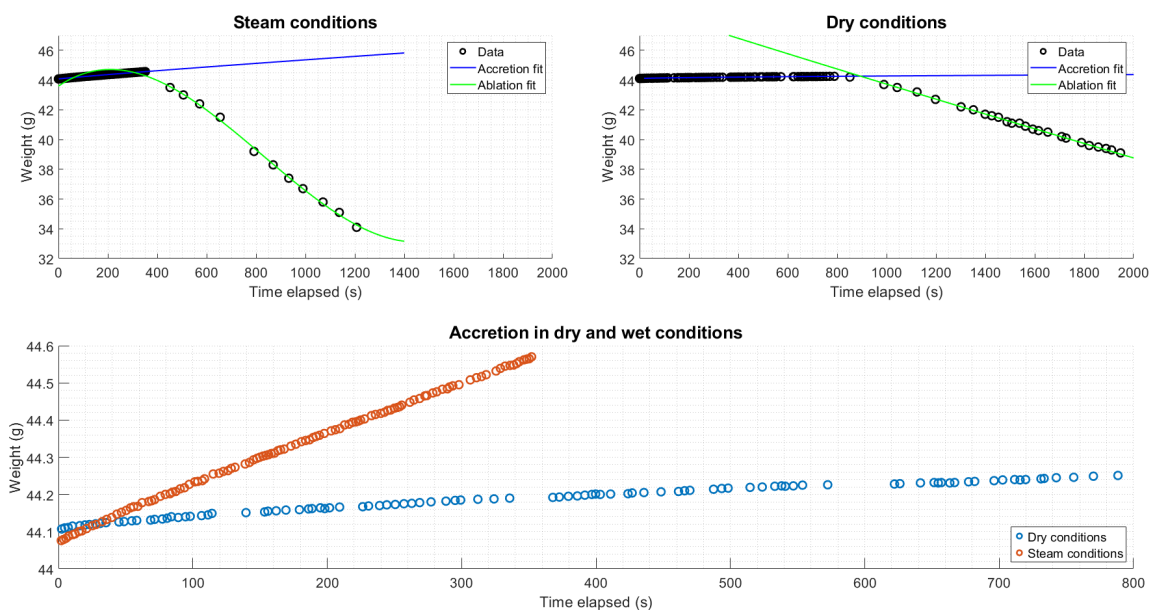 Steam conditions
46
44
42
40
38
36
34
32
Weight (g)
Data
Accretion fit
Ablation fit
0 200 400 600 800 1000 1200 1400 1600 1800 2000
Time elapsed (s)
Dry conditions
46
44
42
40
38
36
34
32
Weight (g)
Data
Accretion fit
Ablation fit
0 200 400 600 800 1000 1200 1400 1600 1800 2000
Time elapsed (s)
Accretion in dry and wet conditions
44.6
44.5
44.4
44.3
44.2
44.1
44
Weight (g)
Dry conditions
Steam conditions
0 100 200 300 400 500 600 700 800
Time elapsed (s)